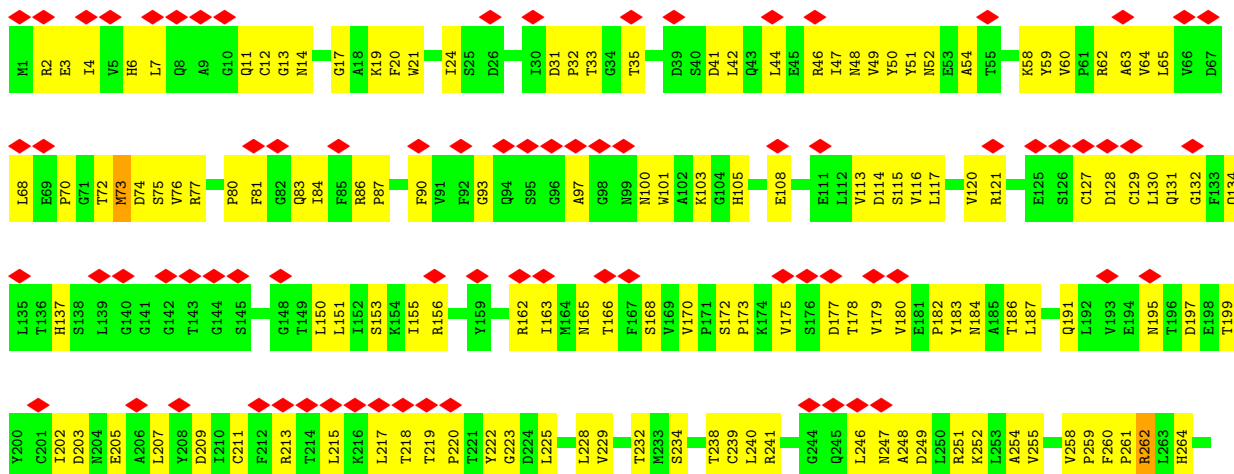 M1 R2 E3 I4 V5 H6 L7 Q8 A9 G10 Q11 C12 G13 N14 G17 A18 K19 F20 W21 I24 S25 D26 I30 D31 P32 T33 G34 T35 D39 S40 D41 L42 Q43 L44 E45 R46 I47 N48 V49 Y50 Y51 N52 E53 A54 T55 K58 Y59 V60 P61 R62 A63 V64 L65 V66 D67
L68 E69 P70 G71 T72 M73 D74 S75 V76 R77 P80 F81 G82 Q83 I84 F85 R86 P87 F90 V91 F92 G93 Q94 S95 G96 A97 G98 N99 N100 W101 A102 K103 G104 H105 E108 E111 L112 V113 D114 S115 V116 L117 V120 R121 E125 S126 C127 D128 C129 L130 Q131 G132 F133 Q134
L135 T136 H137 S138 L139 G140 G141 G142 T143 G144 S145 G148 T149 L150 L151 I152 S153 K154 I155 R156 Y159 R162 I163 M164 N165 T166 F167 S168 V169 V170 P171 S172 P173 K174 V175 S176 D177 T178 V179 V180 E181 P182 Y183 N184 A185 T186 L187 Q191 L192 V193 E194 N195 T196 D197 E198 T199
Y200 C201 I202 D203 N204 E205 A206 L207 Y208 D209 I210 C211 F212 R213 T214 L215 K216 L217 T218 T219 P220 T221 Y222 G223 D224 L225 L228 V229 T232 M233 S234 T238 C239 L240 R241 G244 Q245 L246 N247 A248 D249 L250 R251 K252 L253 A254 V255 V258 P259 F260 P261 R262 L263 H264